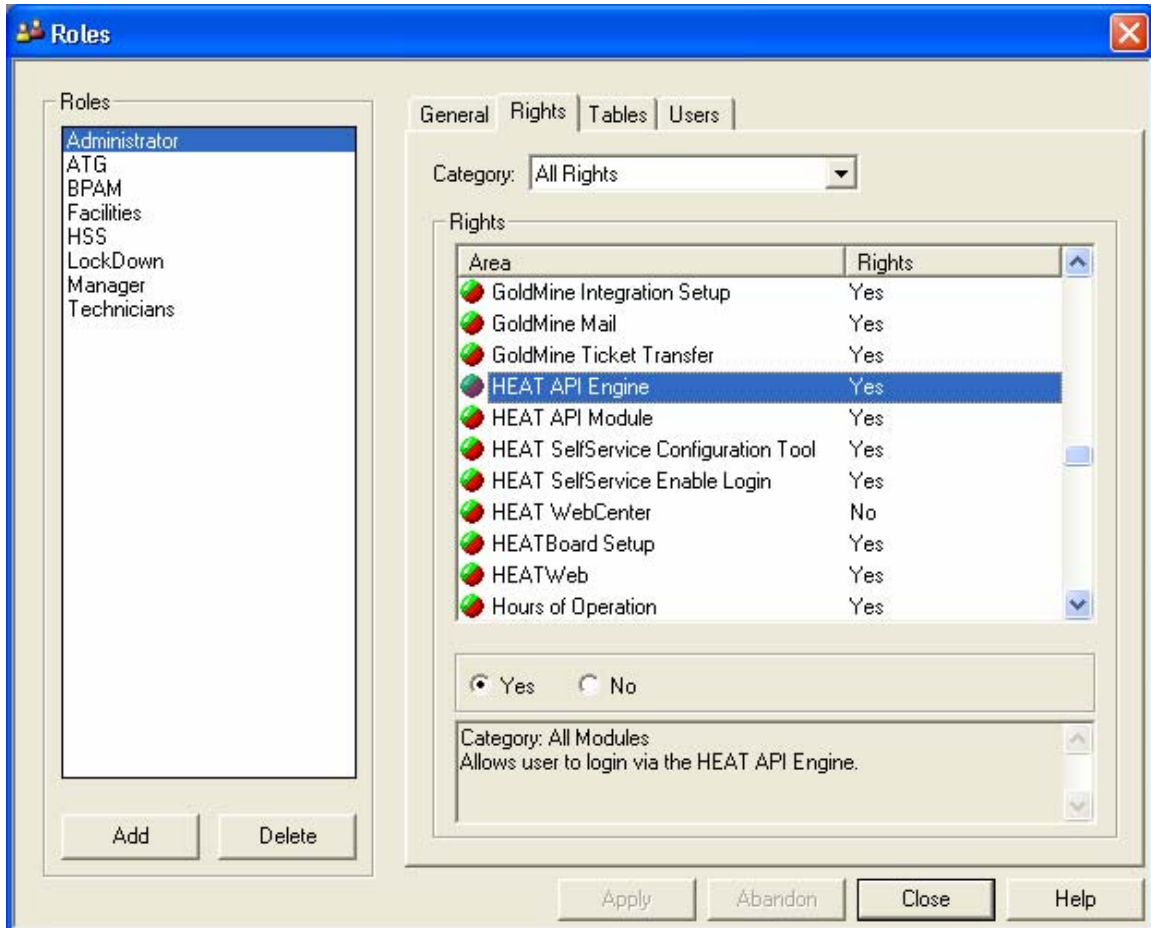 Roles
Roles
Administrator
ATG
BPAM
Facilities
HSS
LockDown
Manager
Technicians
Add Delete
General Rights Tables Users
Category: All Rights
Rights
Area Rights
GoldMine Integration Setup Yes
GoldMine Mail Yes
GoldMine Ticket Transfer Yes
HEAT API Engine Yes
HEAT API Module Yes
HEAT SelfService Configuration Tool Yes
HEAT SelfService Enable Login Yes
HEAT WebCenter No
HEATBoard Setup Yes
HEATWeb Yes
Hours of Operation Yes
Yes No
Category: All Modules
Allows user to login via the HEAT API Engine.
Apply Abandon Close Help